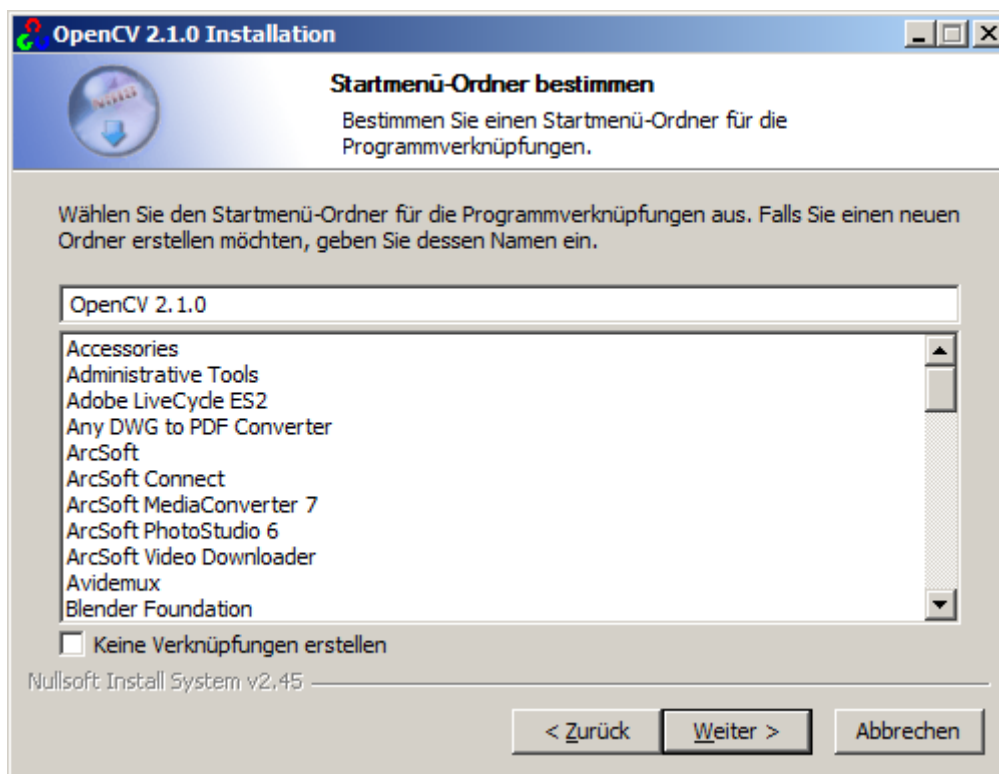 OpenCV 2.1.0 Installation
Startmenü-Ordner bestimmen
Bestimmen Sie einen Startmenü-Ordner für die
Programmverknüpfungen.
Wählen Sie den Startmenü-Ordner für die Programmverknüpfungen aus. Falls Sie einen neuen
Ordner erstellen möchten, geben Sie dessen Namen ein.
OpenCV 2.1.0
Accessories
Administrative Tools
Adobe LiveCycle ES2
Any DWG to PDF Converter
ArcSoft
ArcSoft Connect
ArcSoft MediaConverter 7
ArcSoft PhotoStudio 6
ArcSoft Video Downloader
Avidemux
Blender Foundation
Keine Verknüpfungen erstellen
Nullsoft Install System v2.45
< Zurück
Weiter >
Abbrechen